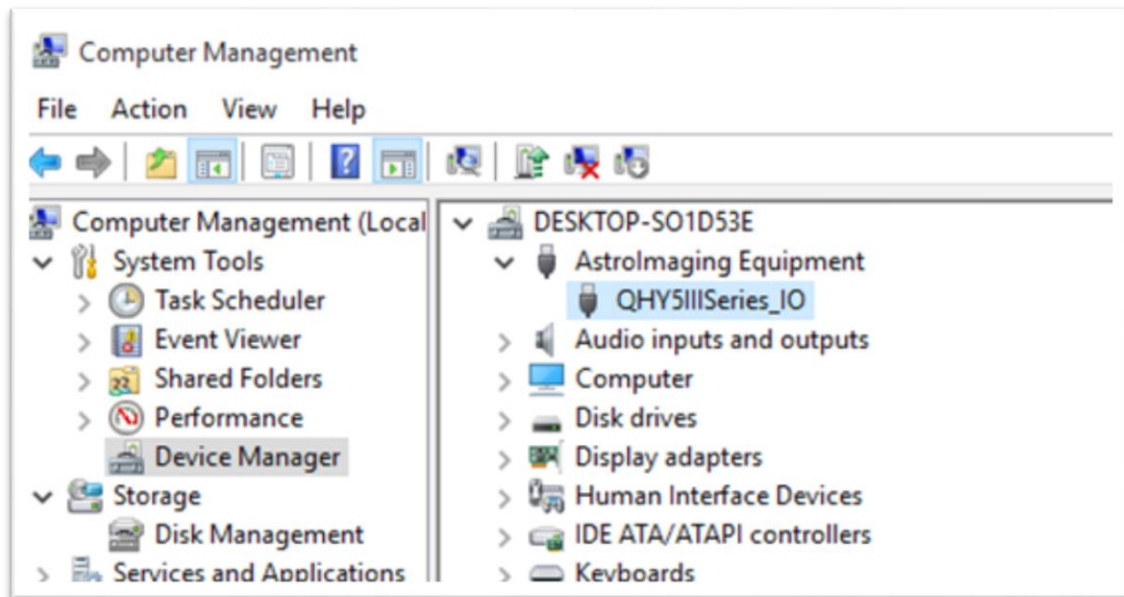 Computer Management
File Action View Help
Computer Management (Local
System Tools
Task Scheduler
Event Viewer
Shared Folders
Performance
Device Manager
Storage
Disk Management
Services and Applications
DESKTOP-SO1D53E
AstroImaging Equipment
QHY5IIISeries_IO
Audio inputs and outputs
Computer
Disk drives
Display adapters
Human Interface Devices
IDE ATA/ATAPI controllers
Keyboards